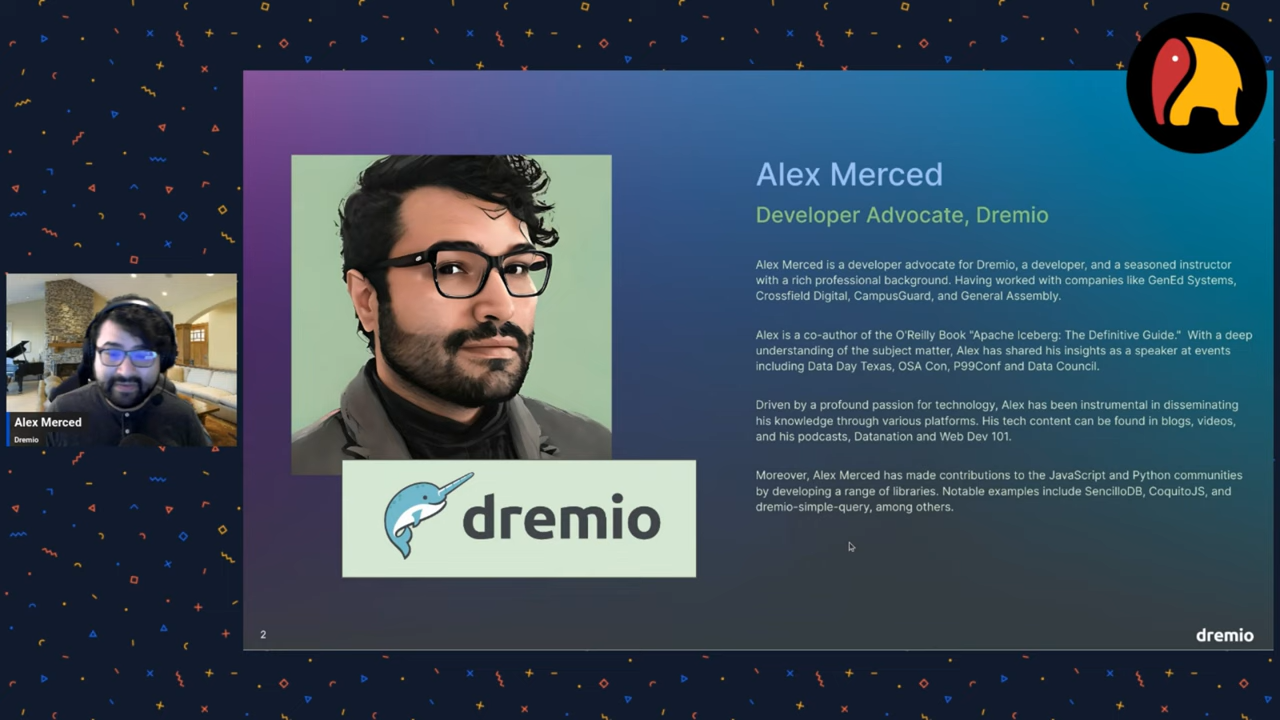 Alex Merced
Developer Advocate, Dremio
Alex Merced is a developer advocate for Dremio, a developer, and a seasoned instructor
with a rich professional background. Having worked with companies like GenEd Systems,
Crossfield Digital, CampusGuard, and General Assembly.
Alex is a co-author of the O'Reilly Book "Apache Iceberg: The Definitive Guide."  With a deep
understanding of the subject matter, Alex has shared his insights as a speaker at events
including Data Day Texas, OSA Con, P99Conf and Data Council.
Driven by a profound passion for technology, Alex has been instrumental in disseminating
his knowledge through various platforms. His tech content can be found in blogs, videos,
and his podcasts, Datanation and Web Dev 101.
Moreover, Alex Merced has made contributions to the JavaScript and Python communities
by developing a range of libraries. Notable examples include SencilloDB, CoquitoJS, and
dremio-simple-query, among others.
dremio
Alex Merced
Dremio
2
dremio